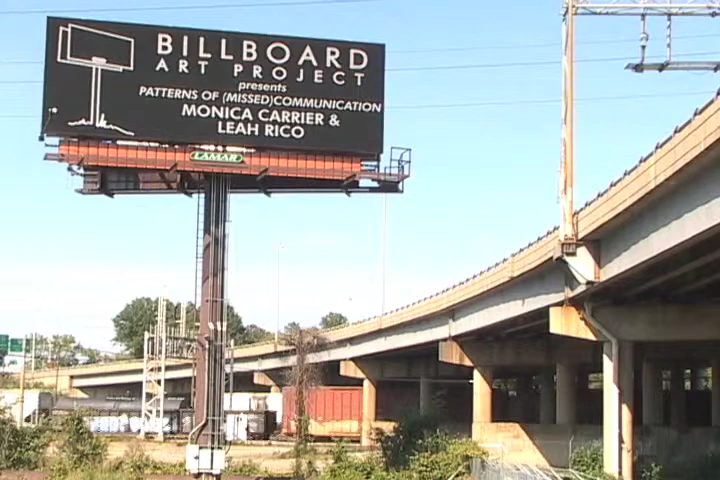 BILLBOARD
ART PROJECT
presents
PATTERNS OF (MISSED)COMMUNICATION
MONICA CARRIER &
LEAH RICO
LAMAR